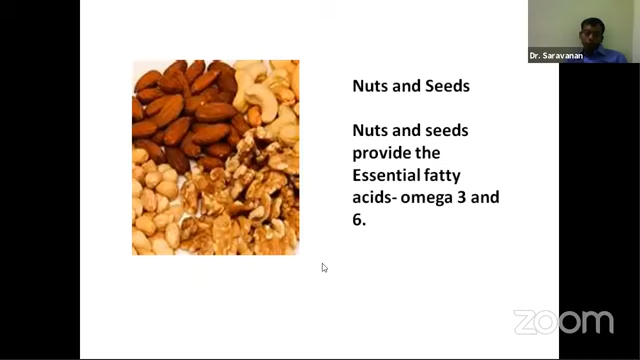 Dr. Saravanan
Nuts and Seeds
Nuts and seeds
provide the
Essential fatty
acids- omega 3 and
6.
zoom